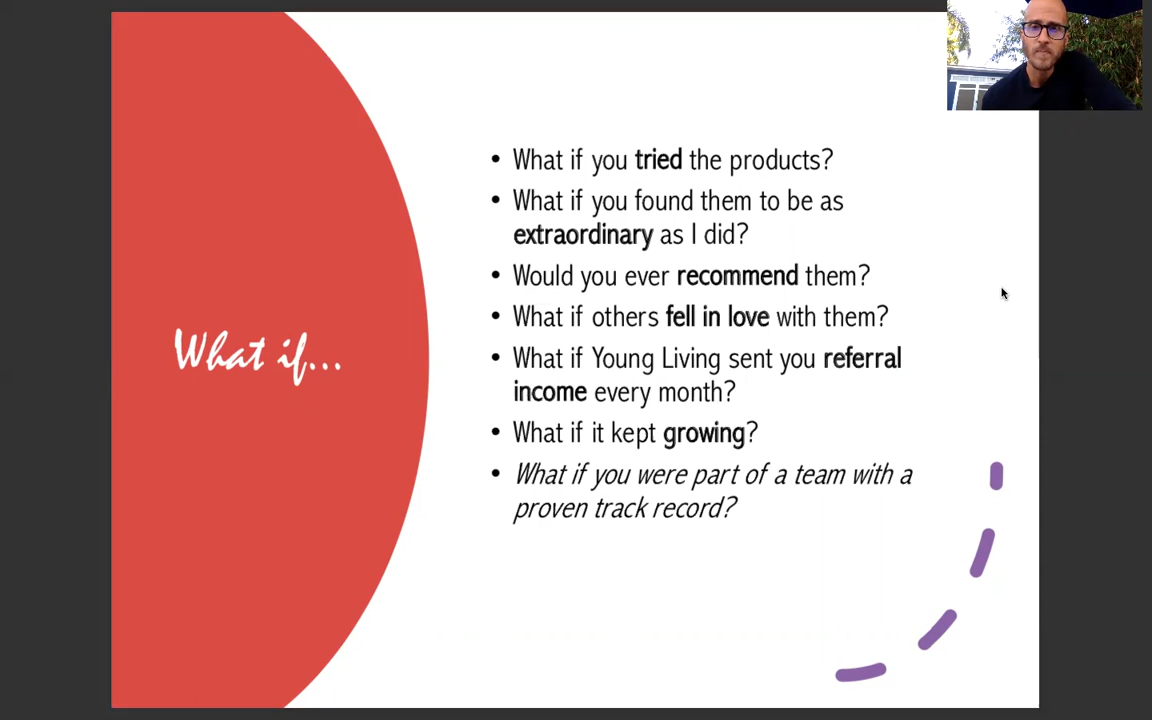 What if...
• What if you tried the products?
• What if you found them to be as
extraordinary as I did?
• Would you ever recommend them?
• What if others fell in love with them?
• What if Young Living sent you referral
income every month?
• What if it kept growing?
• What if you were part of a team with a
proven track record?